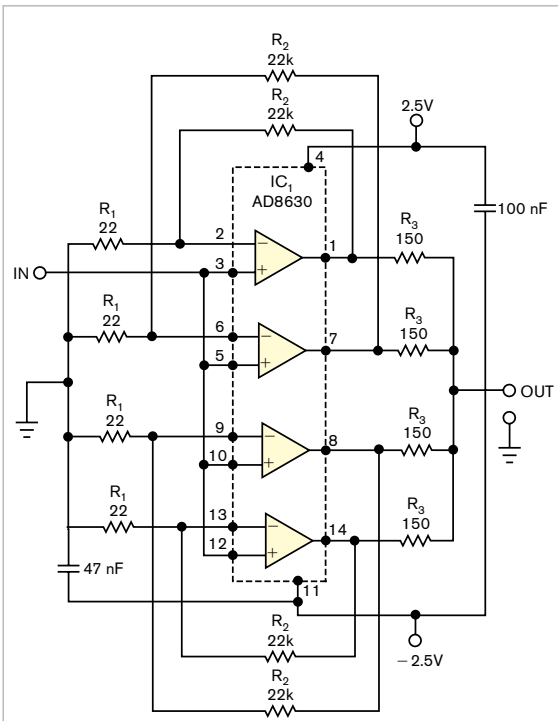 R2
22k
R2
22k
2.5V
4
IC1
AD8630
100 nF
R1
22
2
−
1
R3
150
IN
3
+
R1
22
6
−
7
R3
150
5
+
OUT
R1
22
9
−
8
R3
150
10
+
R1
22
13
−
14
R3
150
12
+
47 nF
11
R2
22k
−2.5V
R2
22k